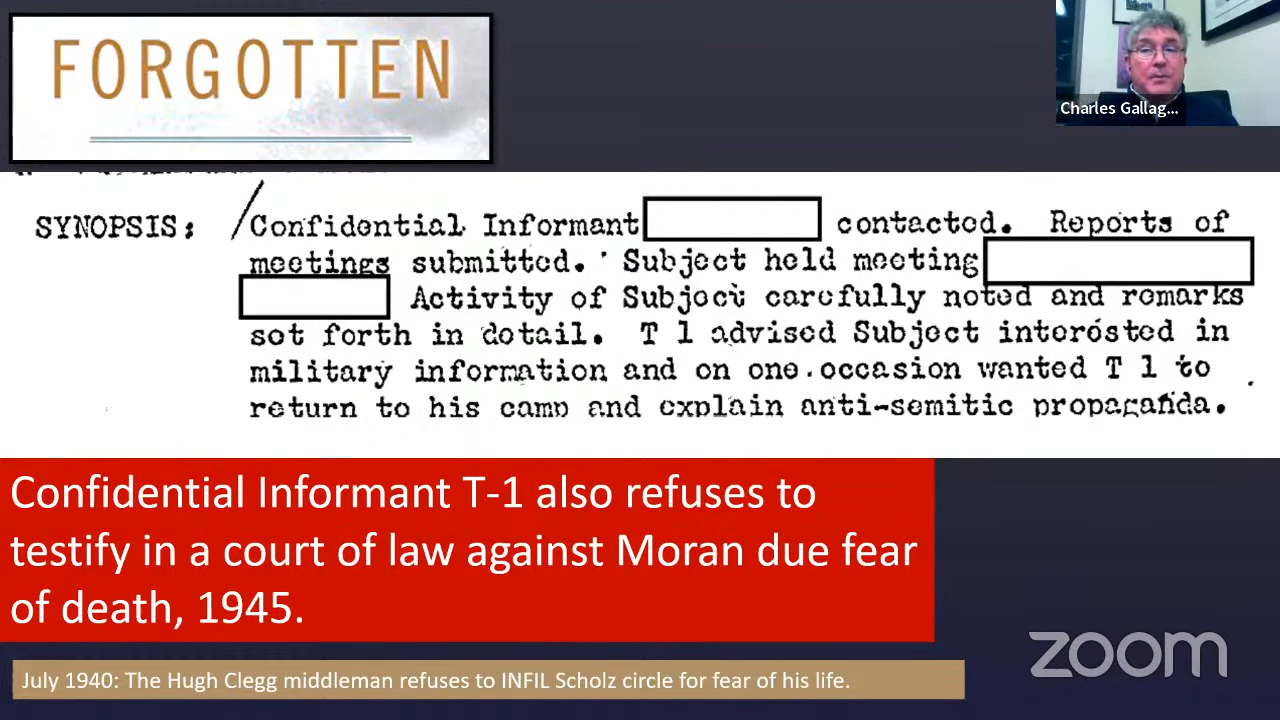 FORGOTTEN
Charles Gallag...
SYNOPSIS: Confidential Informant contacted. Reports of
meetings submitted. Subject held meeting
Activity of Subject carefully noted and remarks
set forth in detail. T 1 advised Subject interested in
military information and on one occasion wanted T 1 to
return to his camp and explain anti-semitic propaganda.
Confidential Informant T-1 also refuses to
testify in a court of law against Moran due fear
of death, 1945.
zoom
July 1940: The Hugh Clegg middleman refuses to INFIL Scholz circle for fear of his life.